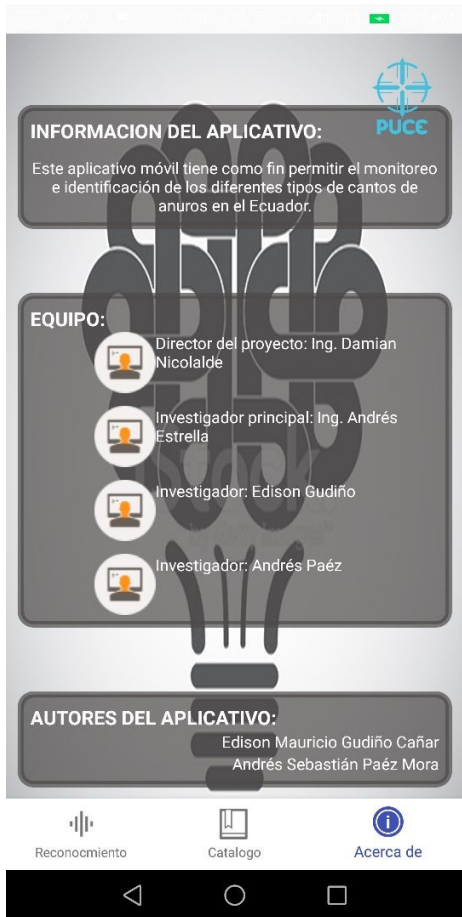 PUCE
INFORMACION DEL APLICATIVO:
Este aplicativo móvil tiene como fin permitir el monitoreo
e identificación de los diferentes tipos de cantos de
anuros en el Ecuador.
EQUIPO:
Director del proyecto: Ing. Damian
Nicolalde
Investigador principal: Ing. Andrés
Estrella
Investigador: Edison Gudiño
Investigador: Andrés Paéz
AUTORES DEL APLICATIVO:
Edison Mauricio Gudiño Cañar
Andrés Sebastián Paéz Mora
Reconocmiento
Catalogo
Acerca de